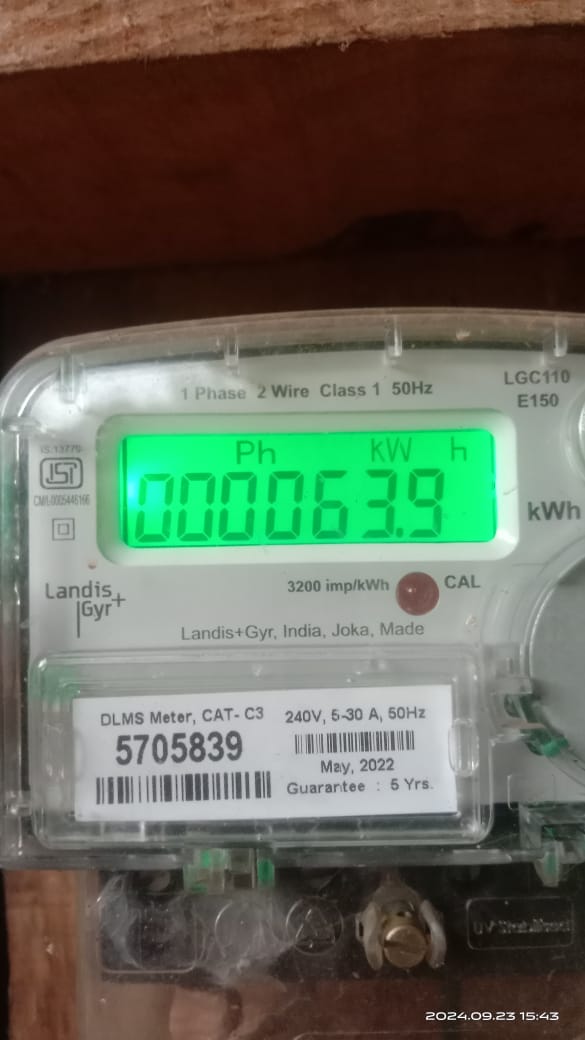 1 Phase 2 Wire Class 1 50Hz
LGC110
E150
IS:13779
ISI
CM/L-0005446166
Ph kW h
000063.9
kWh
Landis
Gyr+
3200 imp/kWh CAL
Landis+Gyr, India, Joka, Made
DLMS Meter, CAT- C3
5705839
240V, 5-30 A, 50Hz
May, 2022
Guarantee : 5 Yrs.
2024.09.23 15:43